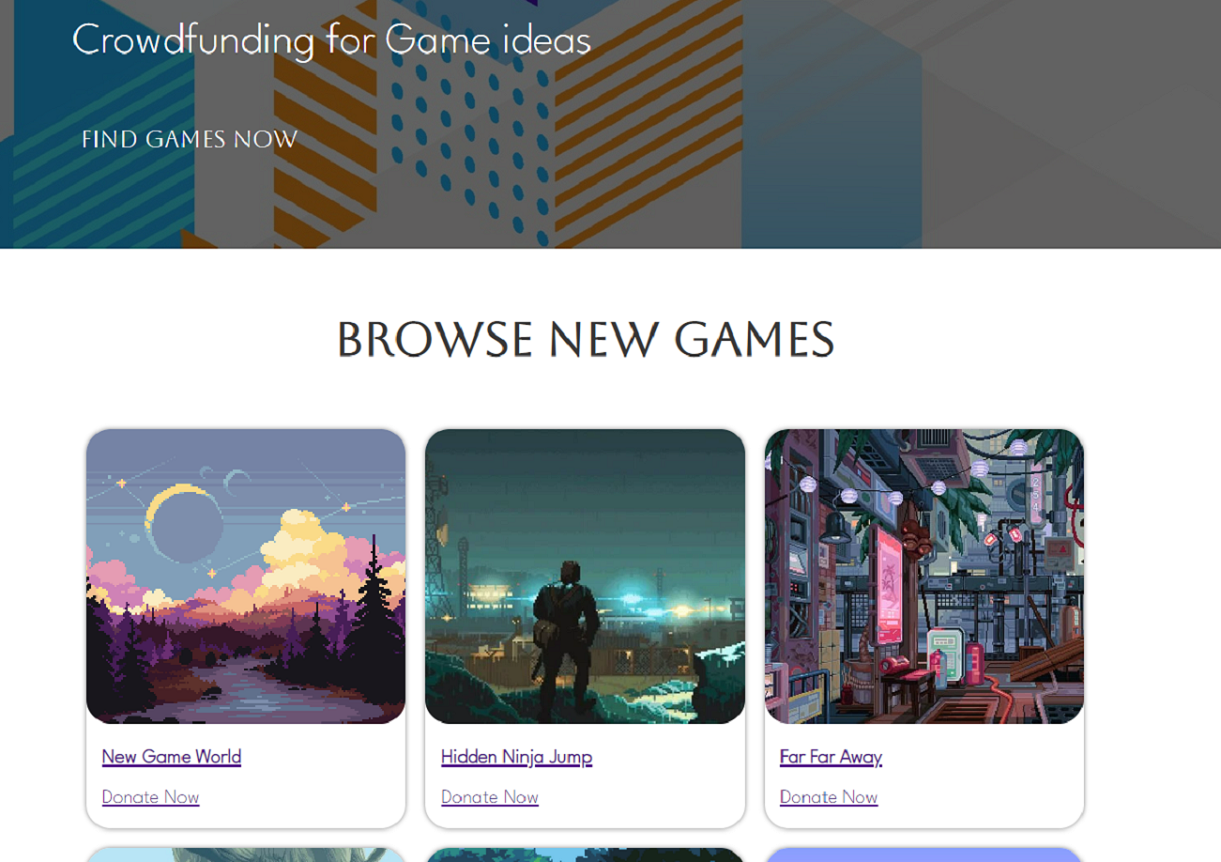 Crowdfunding for Game ideas
FIND GAMES NOW
BROWSE NEW GAMES
New Game World
Hidden Ninja Jump
Far Far Away
Donate Now
Donate Now
Donate Now